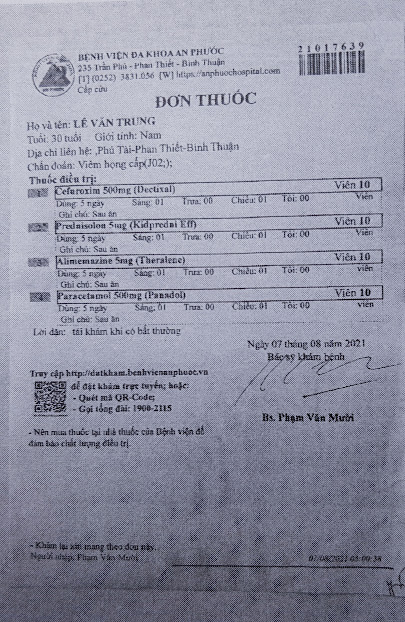 BỆNH VIỆN ĐA KHOA AN PHƯỚC
235 Trần Phú - Phan Thiết - Bình Thuận
[T] (0252) 3831.056 [W] https://anphuochospital.com
Cấp cứu
21017639
ĐƠN THUỐC
Họ và tên: LÊ VĂN TRUNG
Tuổi: 30 tuổi Giới tính: Nam
Địa chỉ liên hệ: ,Phú Tài-Phan Thiết-Bình Thuận
Chẩn đoán: Viêm họng cấp(J02;);
Thuốc điều trị:
1 Cefuroxim 500mg (Decixal) Viên 10
Dùng: 5 ngày Sáng: 01 Trưa: 00 Chiều: 01 Tối: 00 Viên
Ghi chú: Sau ăn
2 Prednisolon 5mg (Kidpredni Eff) Viên 10
Dùng: 5 ngày Sáng: 01 Trưa: 00 Chiều: 01 Tối: 00 viên
Ghi chú: Sau ăn
3 Alimemazine 5mg (Theralene) Viên 10
Dùng: 5 ngày Sáng: 01 Trưa: 00 Chiều: 01 Tối: 00 viên
Ghi chú: Sau ăn
4 Paracetamol 500mg (Panadol) Viên 10
Dùng: 5 ngày Sáng: 01 Trưa: 00 Chiều: 01 Tối: 00 viên
Ghi chú: Sau ăn
Lời dặn: tái khám khi có bất thường
Ngày 07 tháng 08 năm 2021
Bác sỹ khám bệnh
Truy cập http://datkham.benhvienanphuoc.vn
để đặt khám trực tuyến; hoặc:
- Quét mã QR-Code;
- Gọi tổng đài: 1900-2115
Bs. Phạm Văn Mười
- Nên mua thuốc tại nhà thuốc của Bệnh viện để
đảm bảo chất lượng điều trị.
- Khám lại xin mang theo đơn này.
Người nhập: Phạm Văn Mười